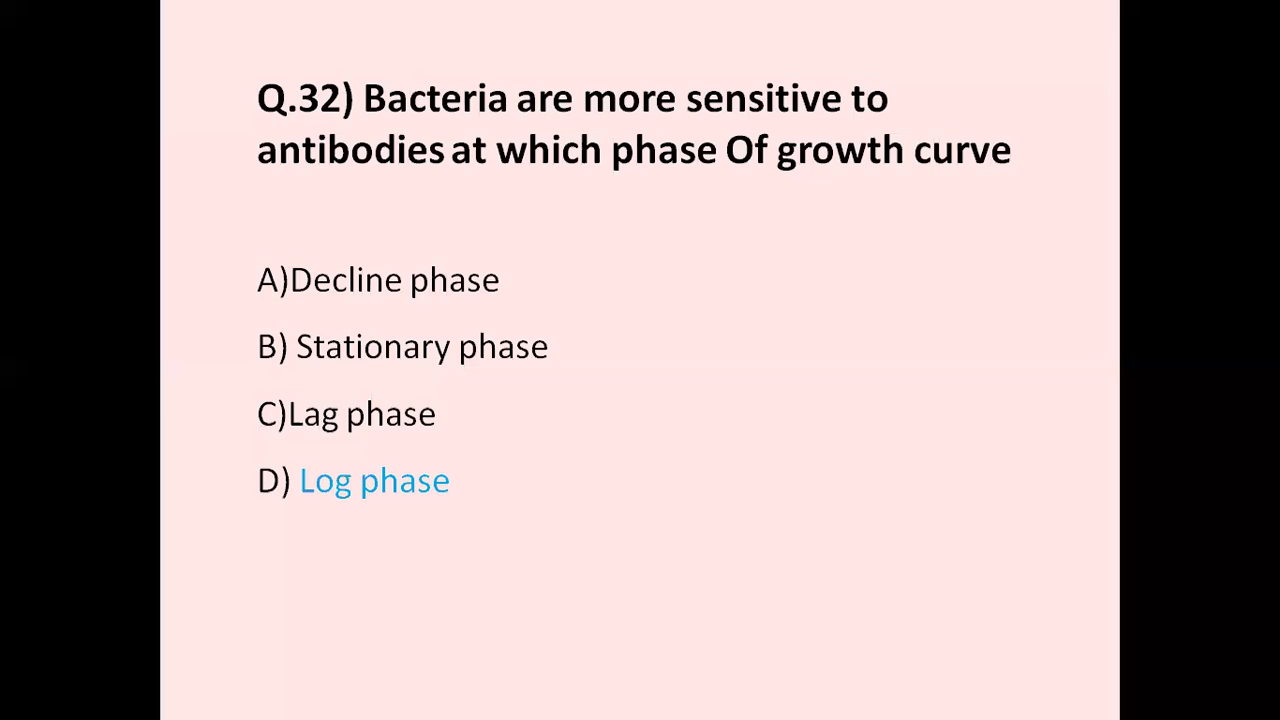 Q.32) Bacteria are more sensitive to
antibodies at which phase Of growth curve
A)Decline phase
B) Stationary phase
C)Lag phase
D) Log phase